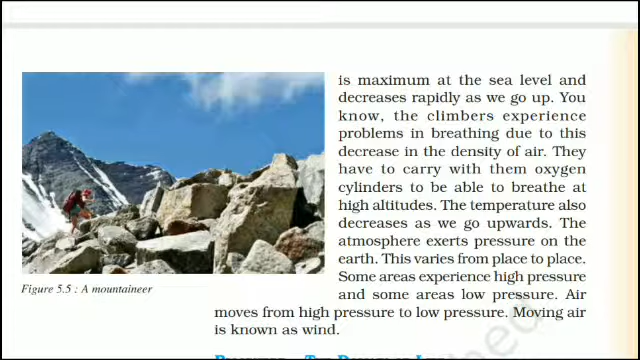 is maximum at the sea level and
decreases rapidly as we go up. You
know, the climbers experience
problems in breathing due to this
decrease in the density of air. They
have to carry with them oxygen
cylinders to be able to breathe at
high altitudes. The temperature also
decreases as we go upwards. The
atmosphere exerts pressure on the
earth. This varies from place to place.
Some areas experience high pressure
and some areas low pressure. Air
moves from high pressure to low pressure. Moving air
is known as wind.
Figure 5.5 : A mountaineer